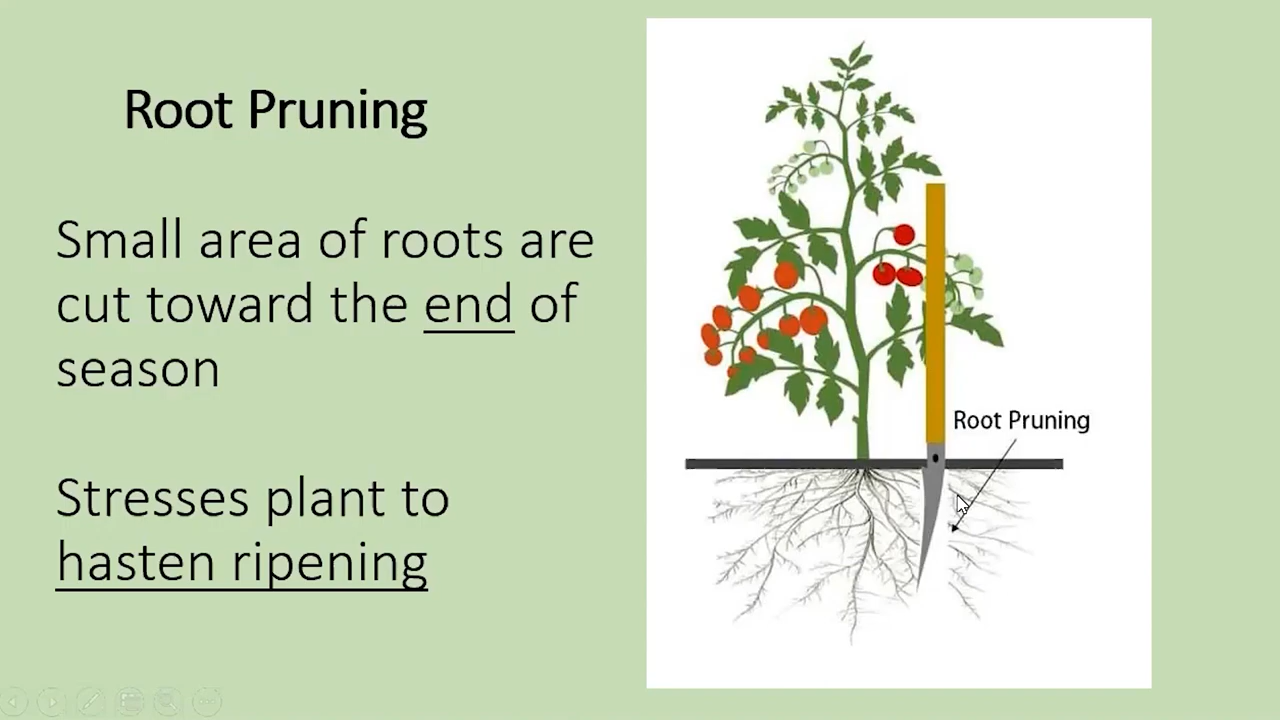 Root Pruning
Small area of roots are
cut toward the end of
season
Stresses plant to
hasten ripening
Root Pruning